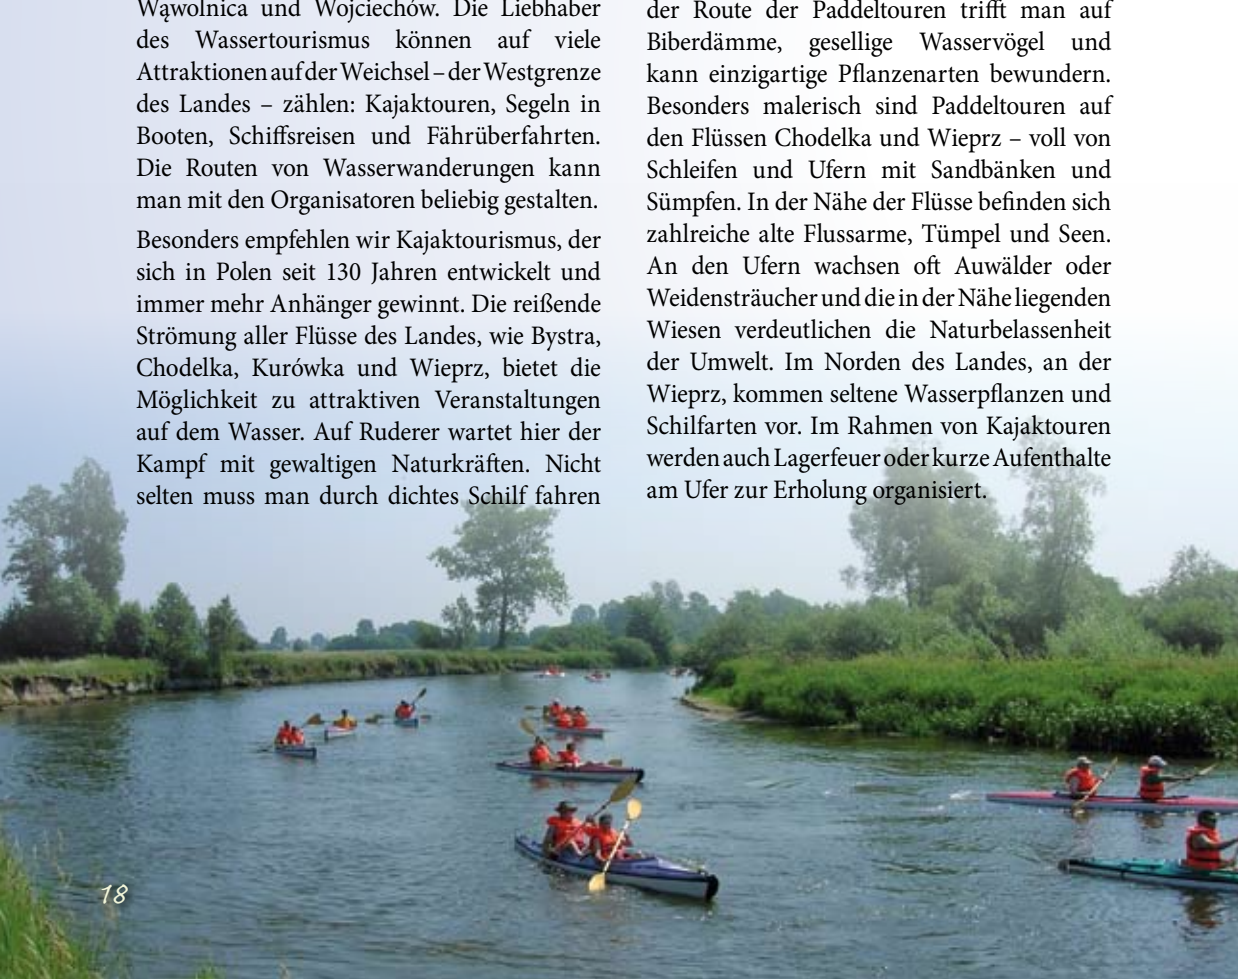 Wąwolnica und Wojciechów. Die Liebhaber
des Wassertourismus können auf viele
Attraktionen auf der Weichsel – der Westgrenze
des Landes – zählen: Kajaktouren, Segeln in
Booten, Schiffsreisen und Fährüberfahrten.
Die Routen von Wasserwanderungen kann
man mit den Organisatoren beliebig gestalten.
Besonders empfehlen wir Kajaktourismus, der
sich in Polen seit 130 Jahren entwickelt und
immer mehr Anhänger gewinnt. Die reißende
Strömung aller Flüsse des Landes, wie Bystra,
Chodelka, Kurówka und Wieprz, bietet die
Möglichkeit zu attraktiven Veranstaltungen
auf dem Wasser. Auf Ruderer wartet hier der
Kampf mit gewaltigen Naturkräften. Nicht
selten muss man durch dichtes Schilf fahren
der Route der Paddeltouren trifft man auf
Biberdämme, gesellige Wasservögel und
kann einzigartige Pflanzenarten bewundern.
Besonders malerisch sind Paddeltouren auf
den Flüssen Chodelka und Wieprz – voll von
Schleifen und Ufern mit Sandbänken und
Sümpfen. In der Nähe der Flüsse befinden sich
zahlreiche alte Flussarme, Tümpel und Seen.
An den Ufern wachsen oft Auwälder oder
Weidensträucher und die in der Nähe liegenden
Wiesen verdeutlichen die Naturbelassenheit
der Umwelt. Im Norden des Landes, an der
Wieprz, kommen seltene Wasserpflanzen und
Schilfarten vor. Im Rahmen von Kajaktouren
werden auch Lagerfeuer oder kurze Aufenthalte
am Ufer zur Erholung organisiert.
18